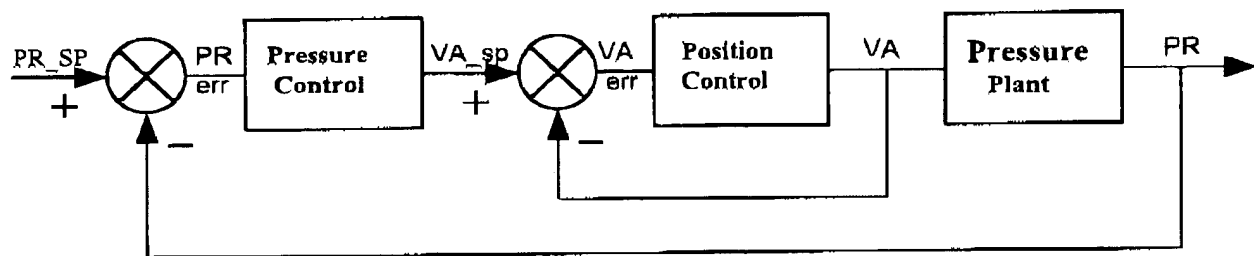 PR_SP
+
−
PR
err
Pressure
Control
VA_sp
+
−
VA
err
Position
Control
VA
Pressure
Plant
PR